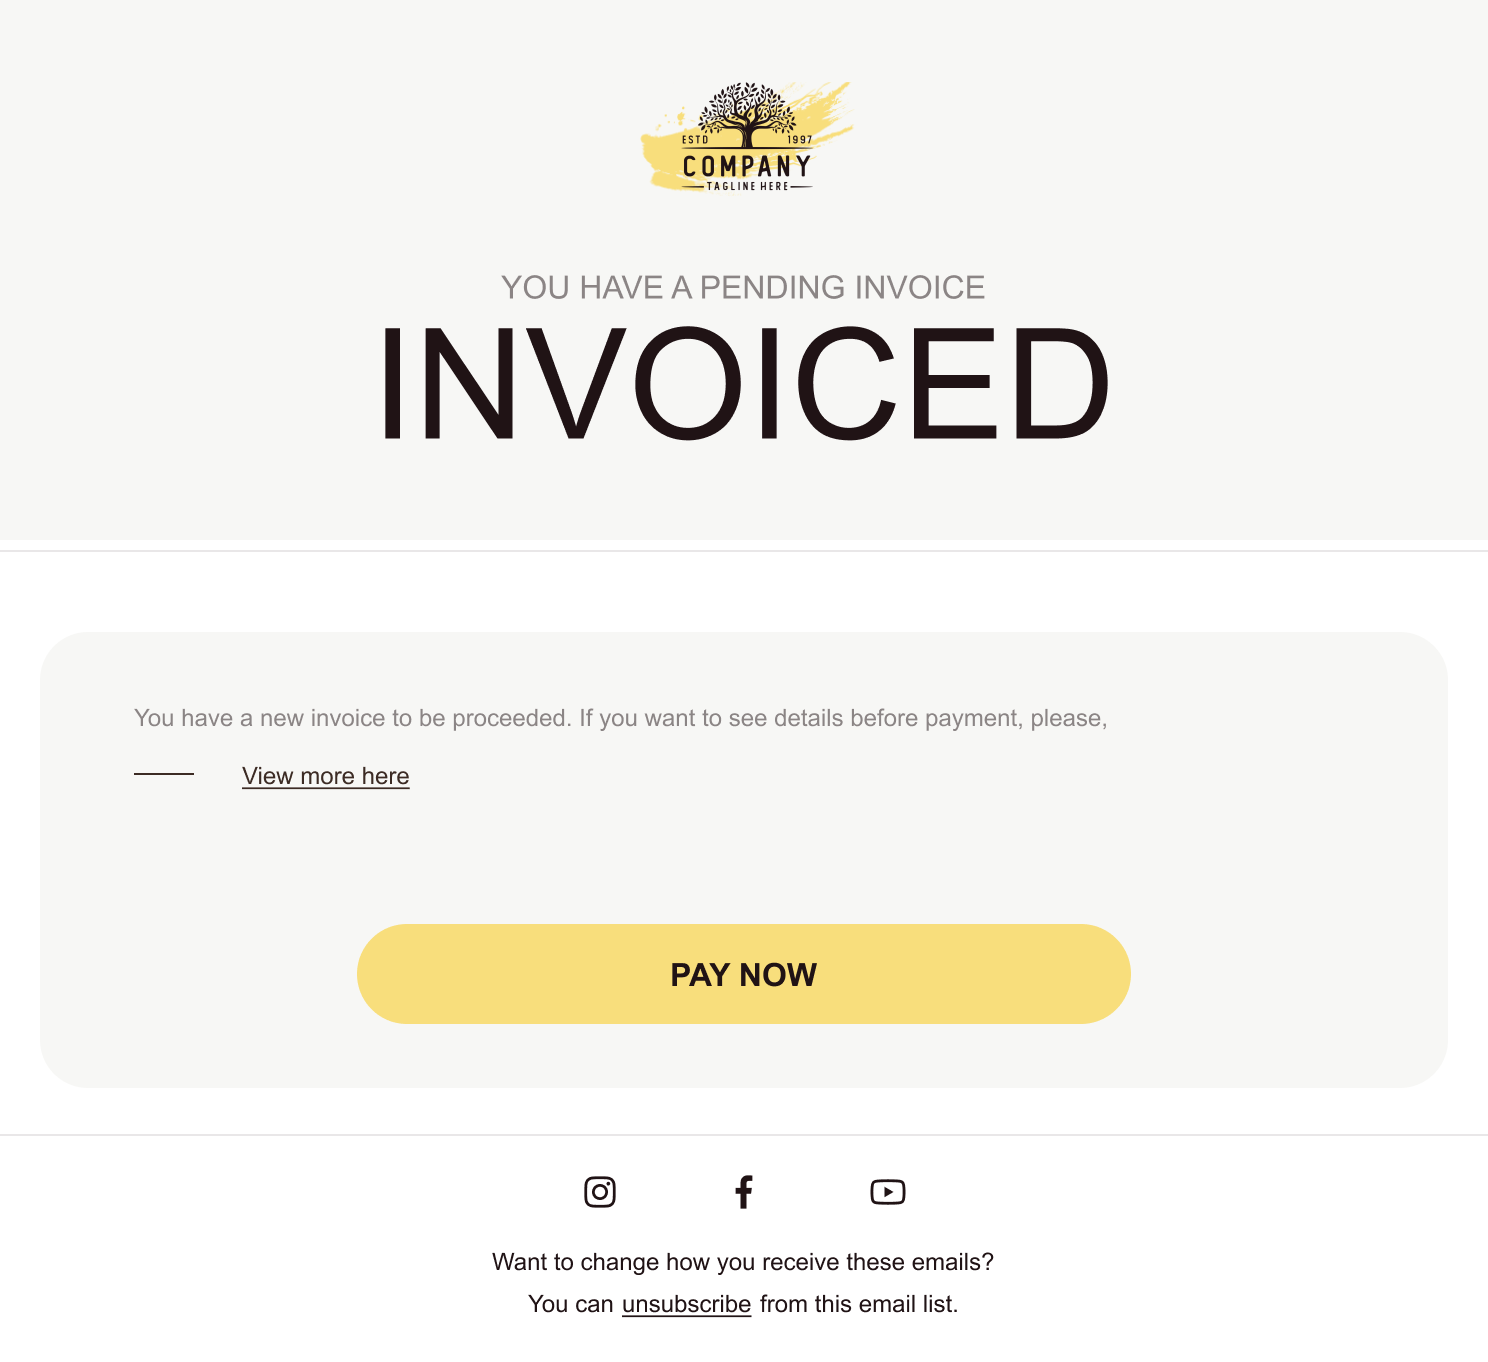 ESTD 1997
COMPANY
TAGLINE HERE
YOU HAVE A PENDING INVOICE
INVOICED
You have a new invoice to be proceeded. If you want to see details before payment, please,
View more here
PAY NOW
Want to change how you receive these emails?
You can unsubscribe from this email list.